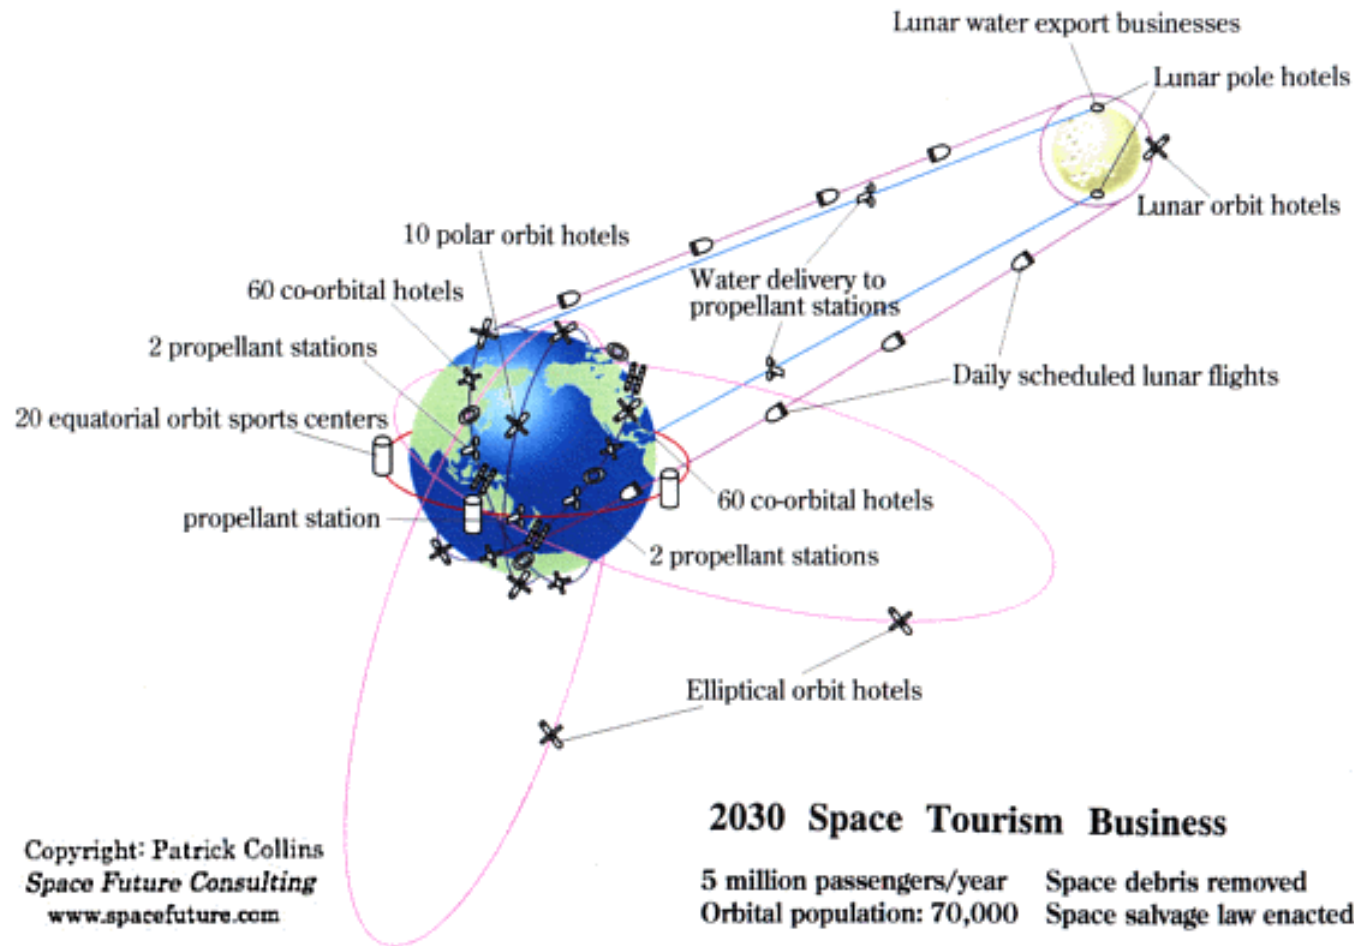 Lunar water export businesses
Lunar pole hotels
Lunar orbit hotels
10 polar orbit hotels
Water delivery to
propellant stations
60 co-orbital hotels
2 propellant stations
Daily scheduled lunar flights
20 equatorial orbit sports centers
60 co-orbital hotels
propellant station
2 propellant stations
Elliptical orbit hotels
2030 Space Tourism Business
5 million passengers/year Space debris removed
Orbital population: 70,000 Space salvage law enacted
Copyright: Patrick Collins
Space Future Consulting
www.spacefuture.com